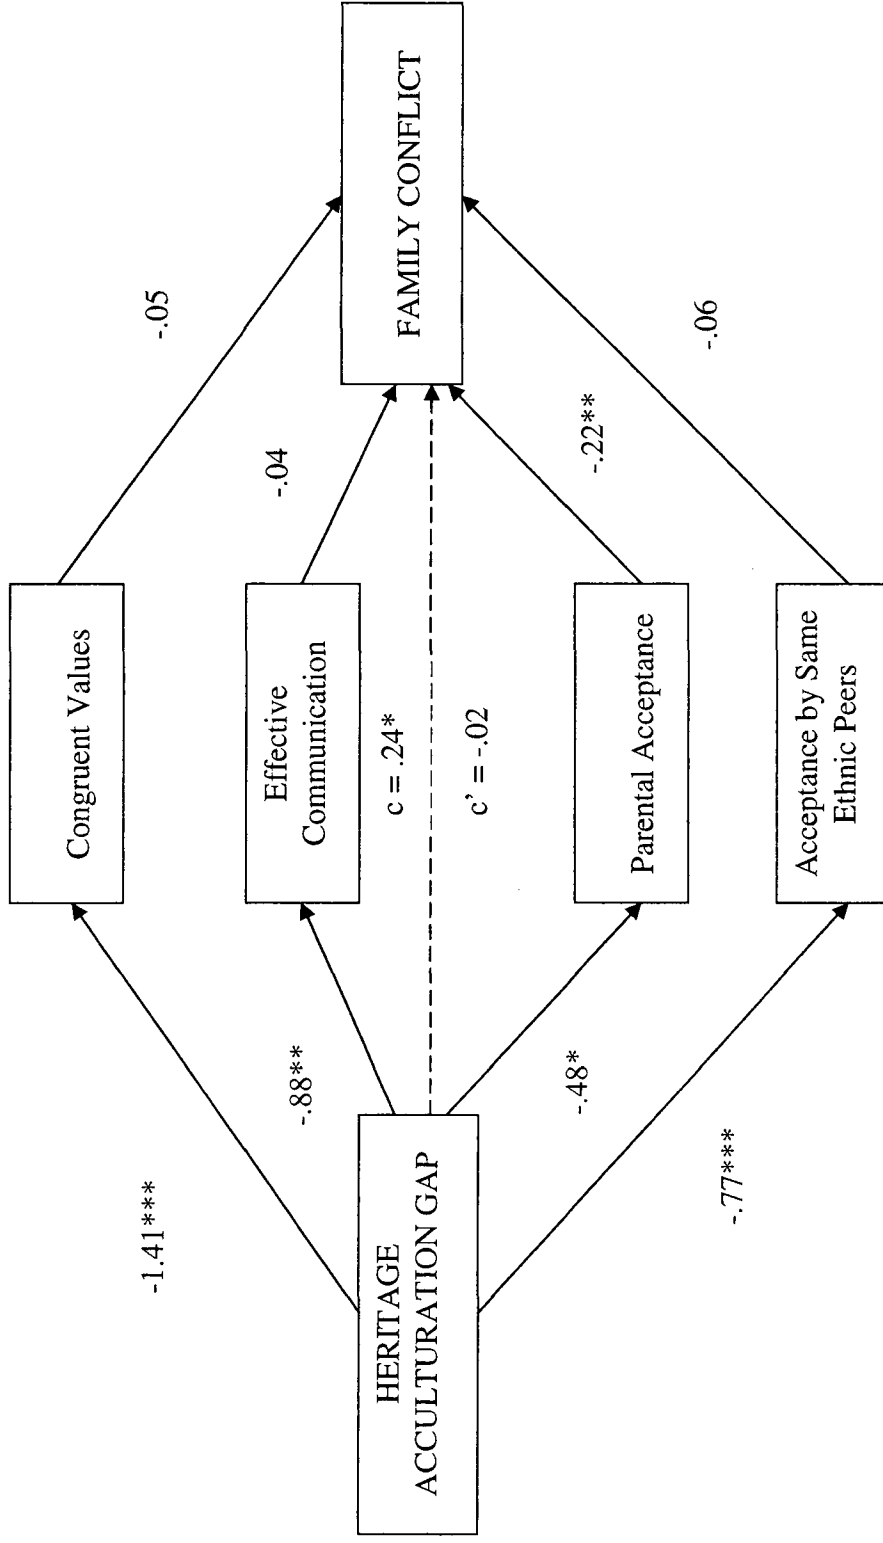 -1.41***
Congruent Values
-.05
-.88**
Effective
Communication
-.04
HERITAGE
ACCULTURATION GAP
c = .24*
c’ = -.02
FAMILY CONFLICT
-.48*
Parental Acceptance
-.22**
-.77***
Acceptance by Same
Ethnic Peers
-.06